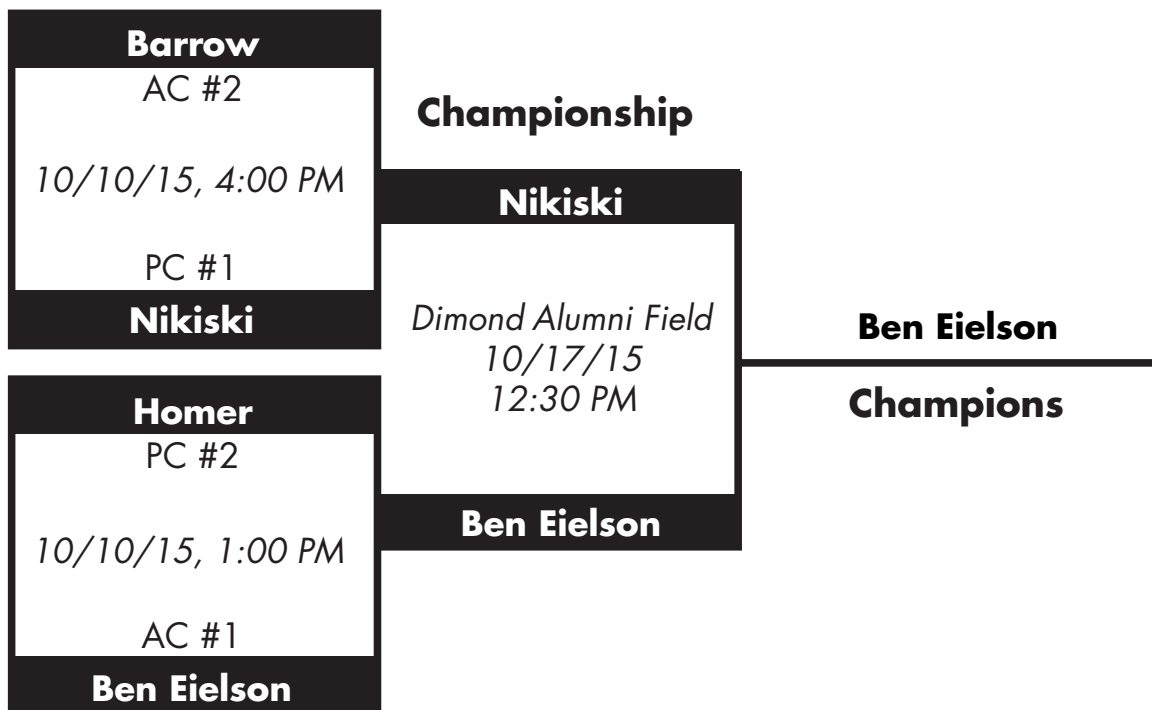 Barrow
AC #2
10/10/15, 4:00 PM
PC #1
Nikiski
Homer
PC #2
10/10/15, 1:00 PM
AC #1
Ben Eielson
Championship
Nikiski
Dimond Alumni Field
10/17/15
12:30 PM
Ben Eielson
Ben Eielson
Champions